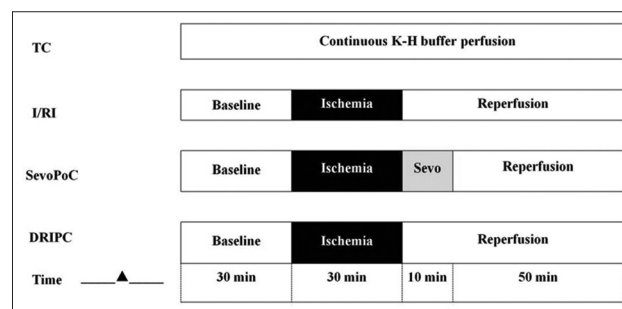 TC Continuous K-H buffer perfusion
I/RI Baseline Ischemia Reperfusion
SevoPoC Baseline Ischemia Sevo Reperfusion
DRIPC Baseline Ischemia Reperfusion
Time 30 min 30 min 10 min 50 min